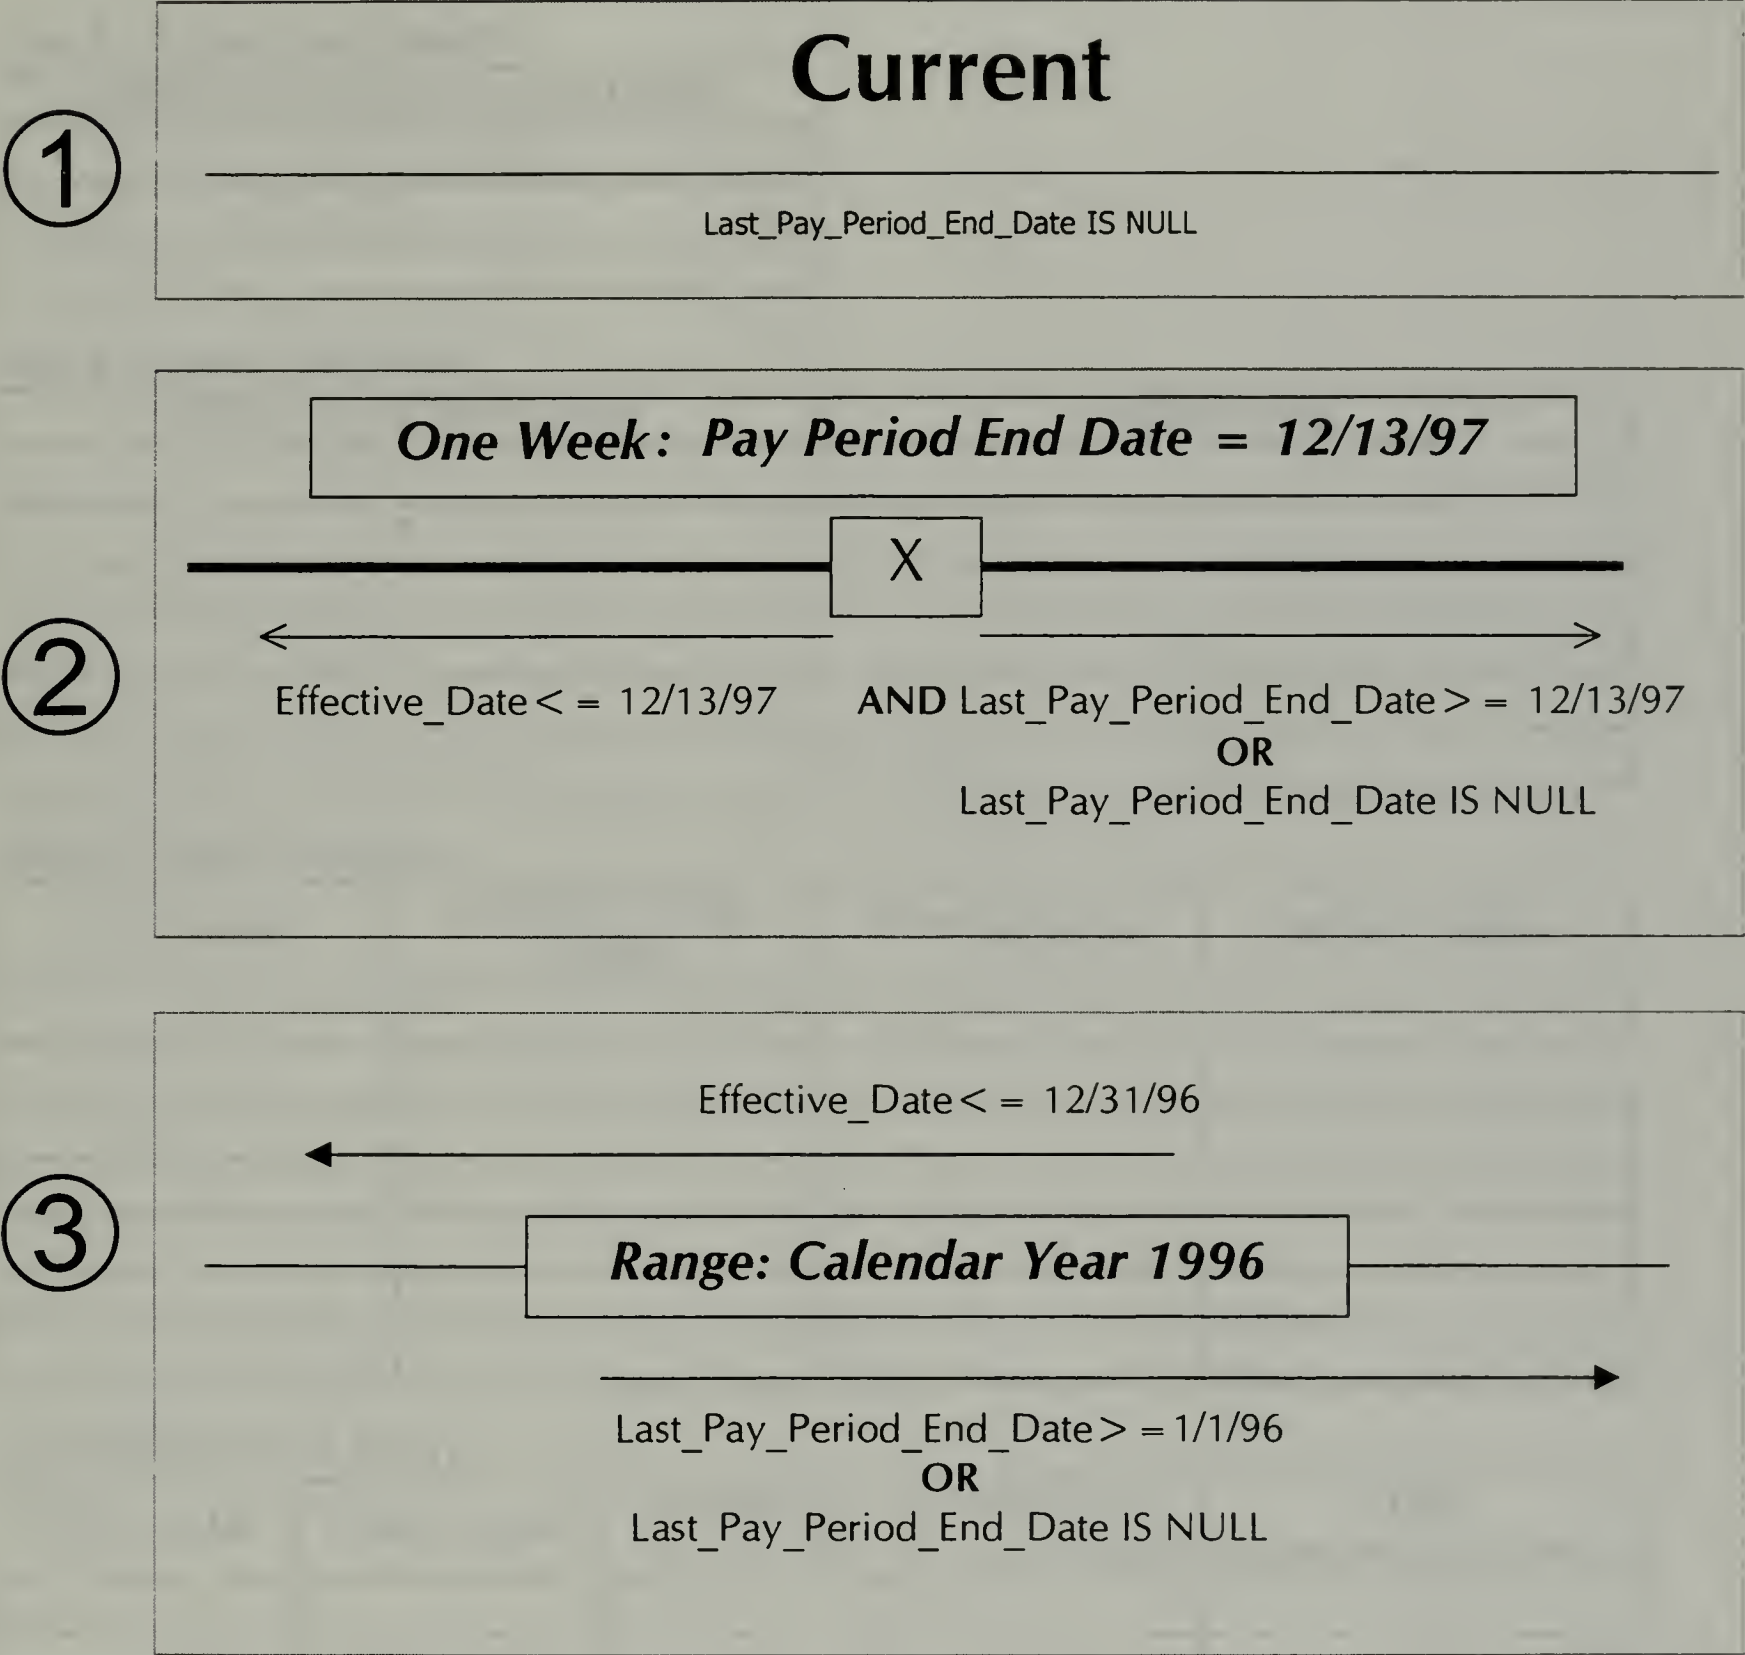 Current
1
Last_Pay_Period_End_Date IS NULL
One Week: Pay Period End Date = 12/13/97
X
2
Effective_Date < = 12/13/97 AND Last_Pay_Period_End_Date > = 12/13/97
OR
Last_Pay_Period_End_Date IS NULL
Effective_Date < = 12/31/96
3
Range: Calendar Year 1996
Last_Pay_Period_End_Date > = 1/1/96
OR
Last_Pay_Period_End_Date IS NULL